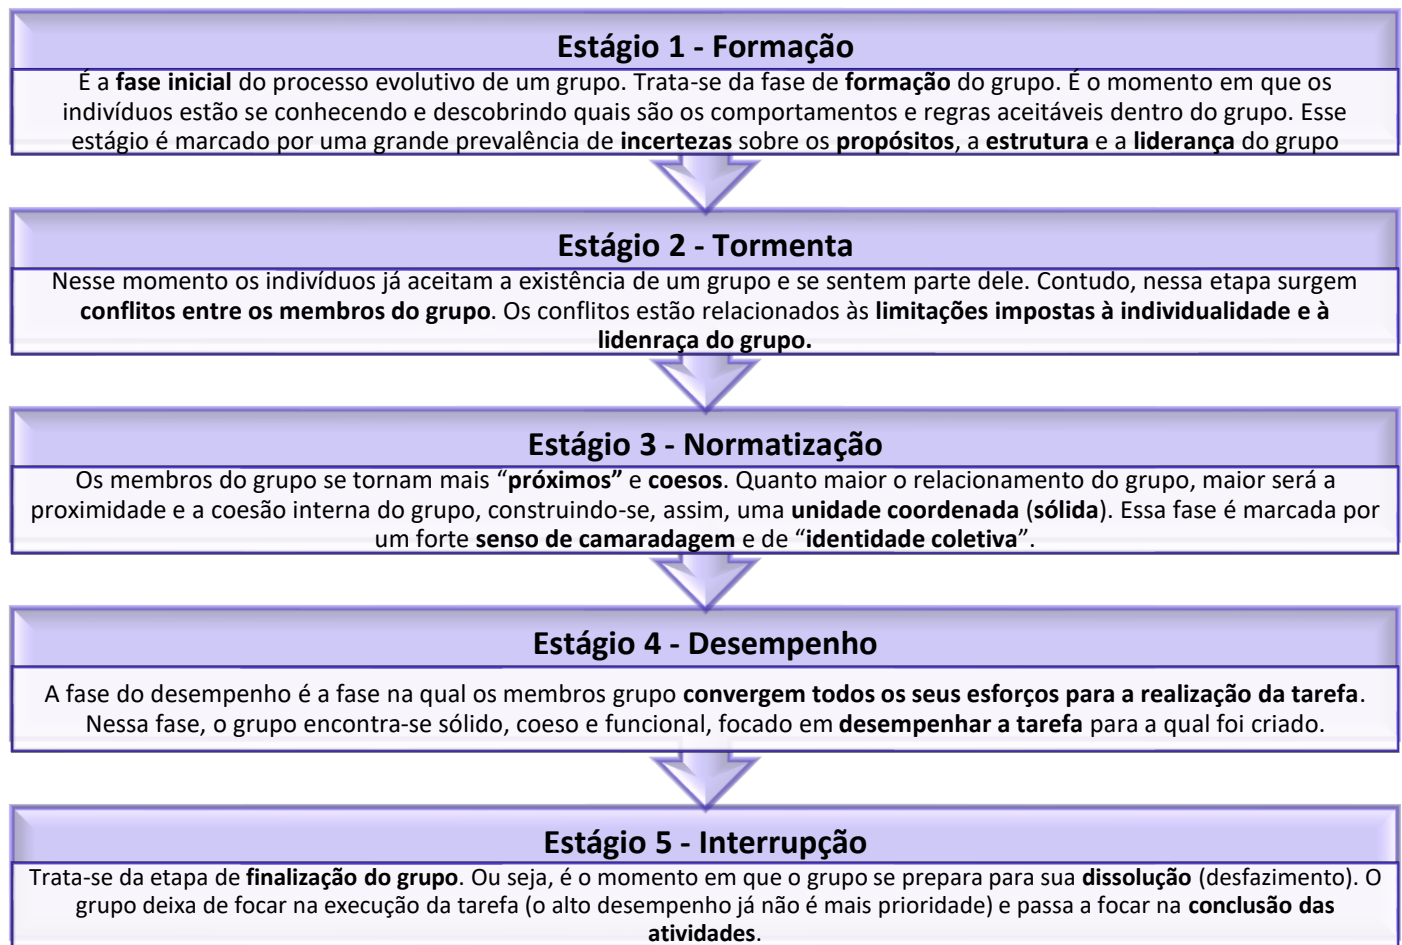 Estágio 1 - Formação
É a fase inicial do processo evolutivo de um grupo. Trata-se da fase de formação do grupo. É o momento em que os
indivíduos estão se conhecendo e descobrindo quais são os comportamentos e regras aceitáveis dentro do grupo. Esse
estágio é marcado por uma grande prevalência de incertezas sobre os propósitos, a estrutura e a liderança do grupo
Estágio 2 - Tormenta
Nesse momento os indivíduos já aceitam a existência de um grupo e se sentem parte dele. Contudo, nessa etapa surgem
conflitos entre os membros do grupo. Os conflitos estão relacionados às limitações impostas à individualidade e à
lidenraça do grupo.
Estágio 3 - Normatização
Os membros do grupo se tornam mais “próximos” e coesos. Quanto maior o relacionamento do grupo, maior será a
proximidade e a coesão interna do grupo, construindo-se, assim, uma unidade coordenada (sólida). Essa fase é marcada por
um forte senso de camaradagem e de “identidade coletiva”.
Estágio 4 - Desempenho
A fase do desempenho é a fase na qual os membros grupo convergem todos os seus esforços para a realização da tarefa.
Nessa fase, o grupo encontra-se sólido, coeso e funcional, focado em desempenhar a tarefa para a qual foi criado.
Estágio 5 - Interrupção
Trata-se da etapa de finalização do grupo. Ou seja, é o momento em que o grupo se prepara para sua dissolução (desfazimento). O
grupo deixa de focar na execução da tarefa (o alto desempenho já não é mais prioridade) e passa a focar na conclusão das
atividades.